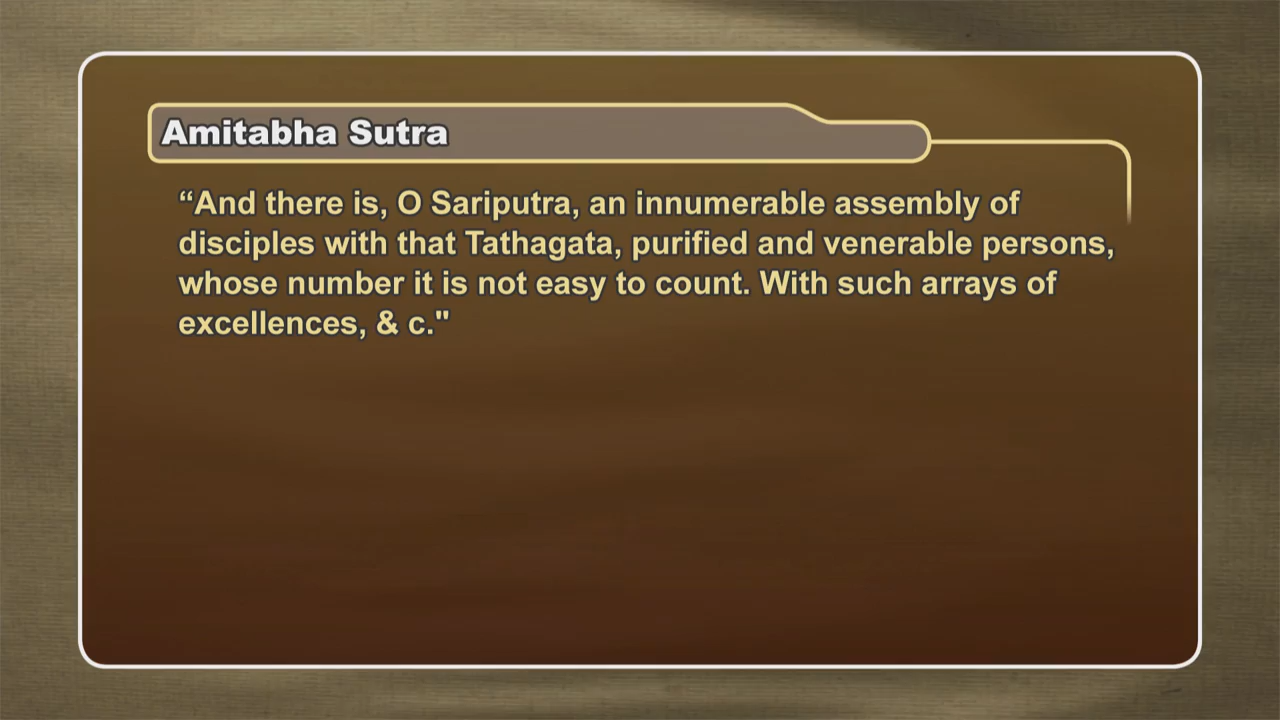 Amitabha Sutra
“And there is, O Sariputra, an innumerable assembly of
disciples with that Tathagata, purified and venerable persons,
whose number it is not easy to count. With such arrays of
excellences, & c."